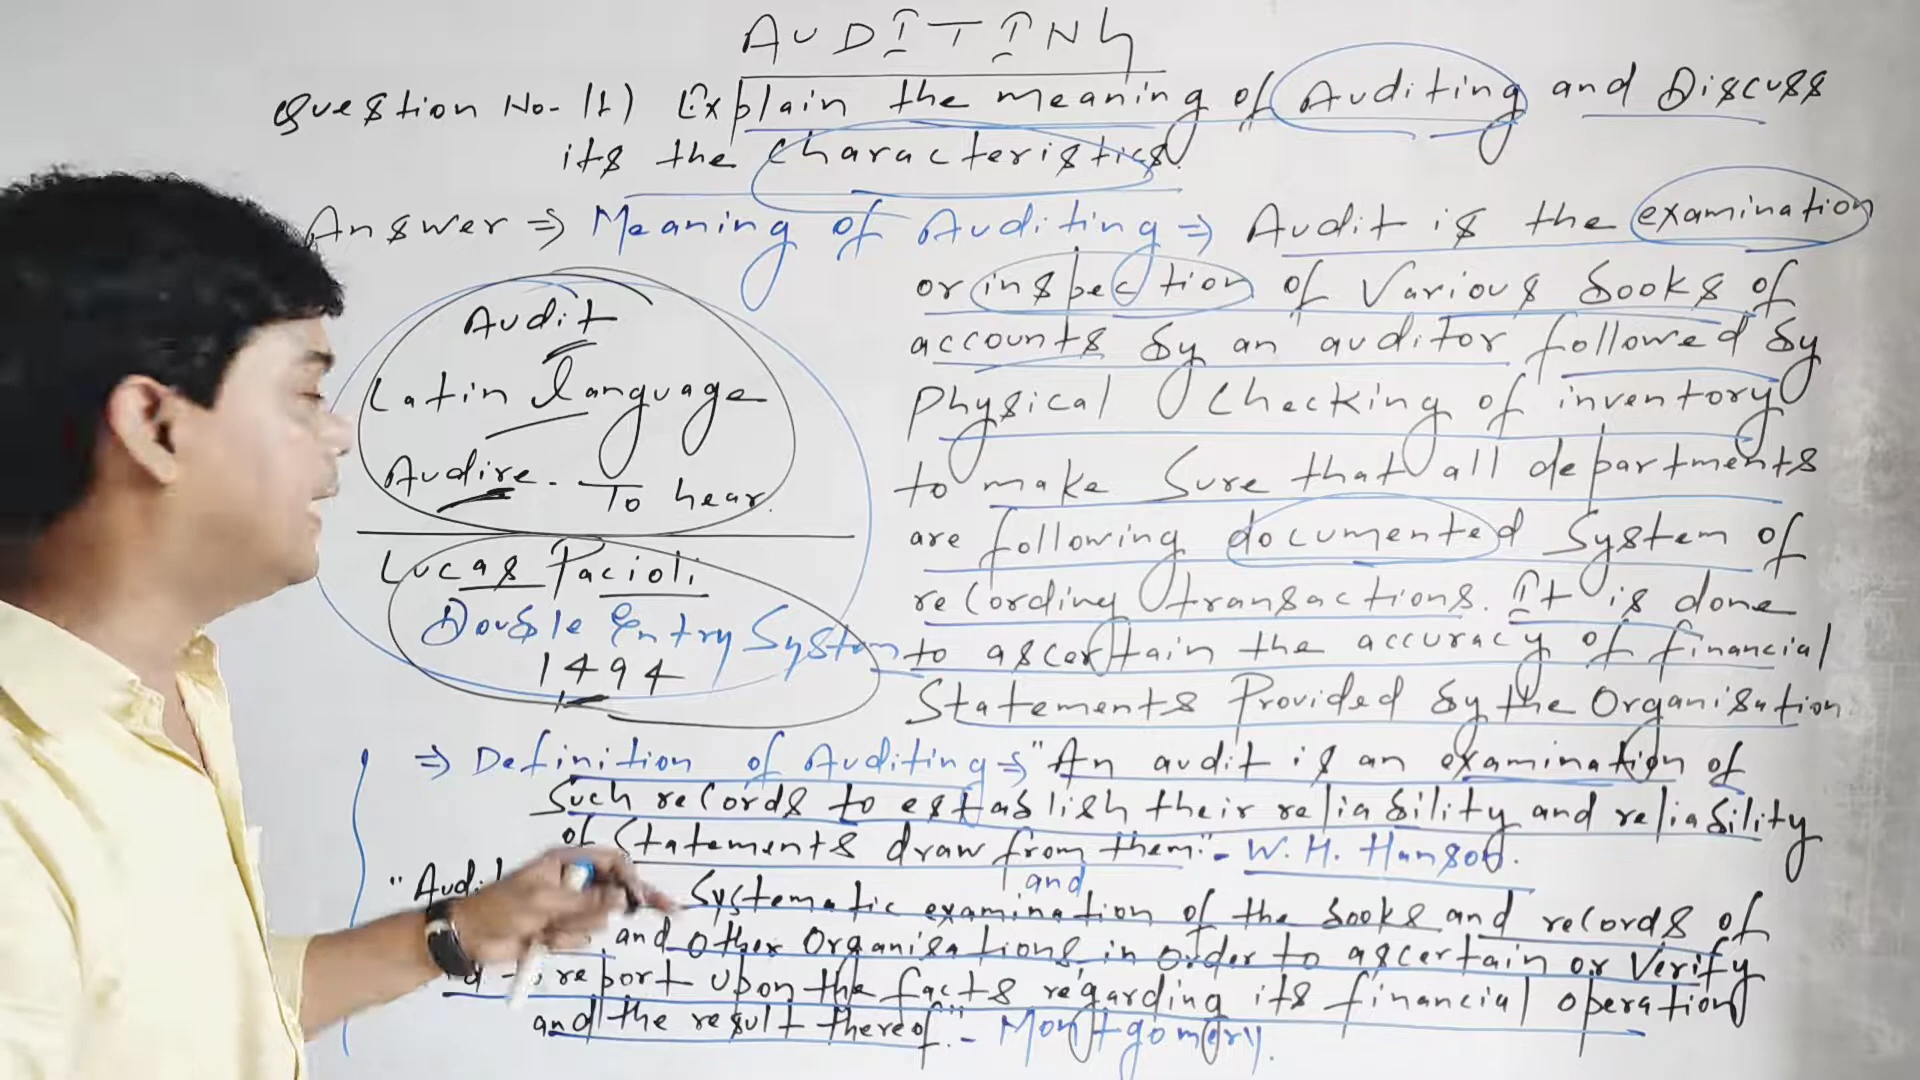 AUDITING
Question No-1) Explain the meaning of Auditing and Discuss
its the characteristics.
Answer ⇒ Meaning of Auditing ⇒ Audit is the examination
or inspection of Various books of
accounts by an auditor followed by
Physical Checking of inventory
to make Sure that all departments
are following documented System of
recording transactions. It is done
to ascertain the accuracy of financial
Statements Provided by the Organisation
Audit
Latin language
Audire - To hear.
Lucas Pacioli
Double Entry System
1494
⇒ Definition of Auditing ⇒ "An audit is an examination of
Such records to establish their reliability and reliability
of Statements draw from them." - W. H. Hanson.
and
Systematic examination of the books and records of
and other Organisations in order to ascertain or Verify
report upon the facts regarding its financial operation
and the result thereof." - Montgomery.